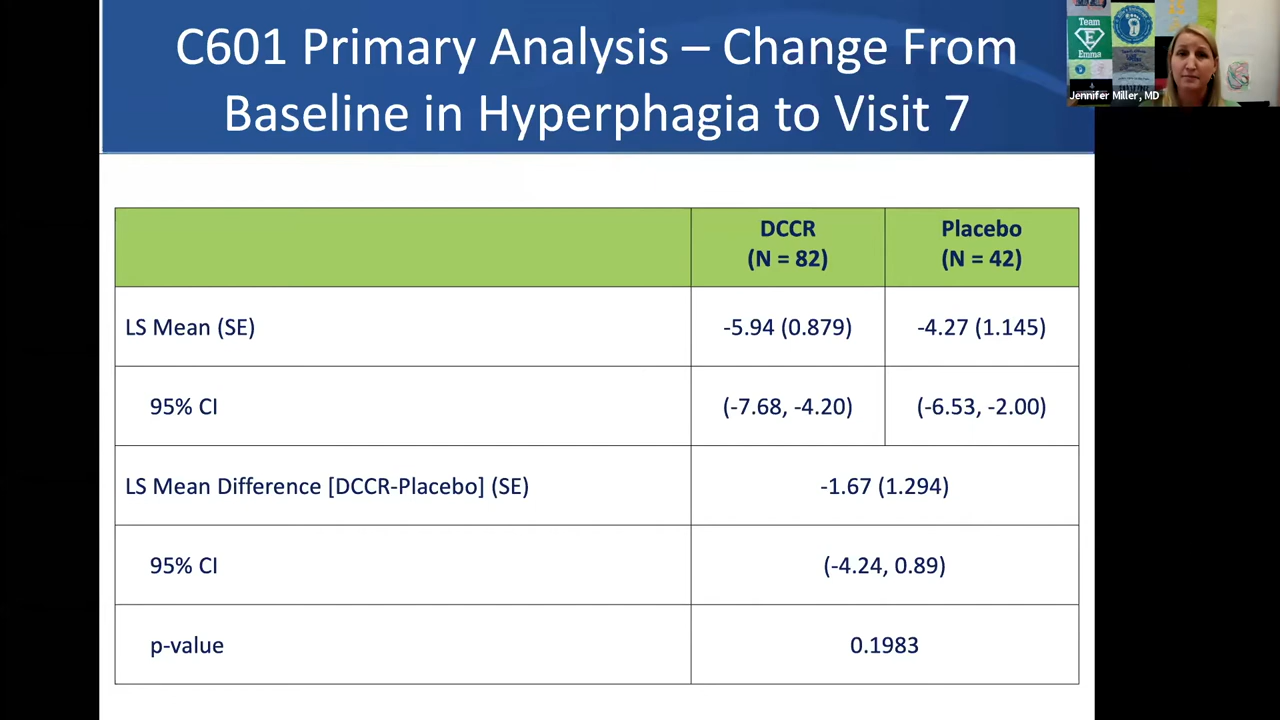 C601 Primary Analysis – Change From
Baseline in Hyperphagia to Visit 7
Team
E
Emma
Jennifer Miller, MD
DCCR
(N = 82)
Placebo
(N = 42)
LS Mean (SE)
-5.94 (0.879)
-4.27 (1.145)
95% CI
(-7.68, -4.20)
(-6.53, -2.00)
LS Mean Difference [DCCR-Placebo] (SE)
-1.67 (1.294)
95% CI
(-4.24, 0.89)
p-value
0.1983